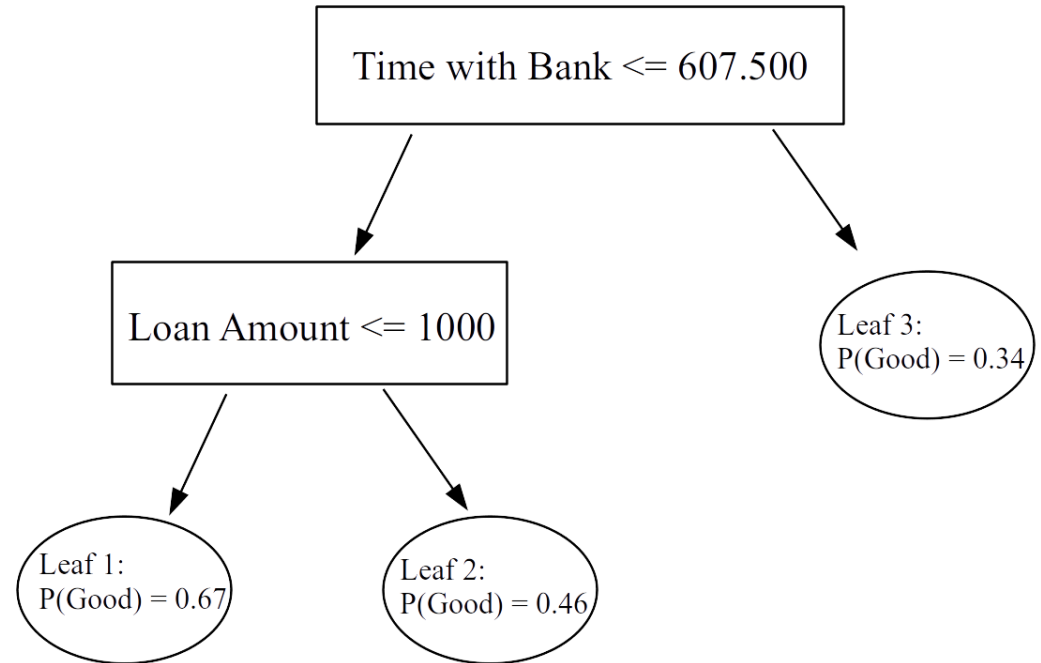 Time with Bank <= 607.500
Loan Amount <= 1000
Leaf 3:
P(Good) = 0.34
Leaf 1:
P(Good) = 0.67
Leaf 2:
P(Good) = 0.46